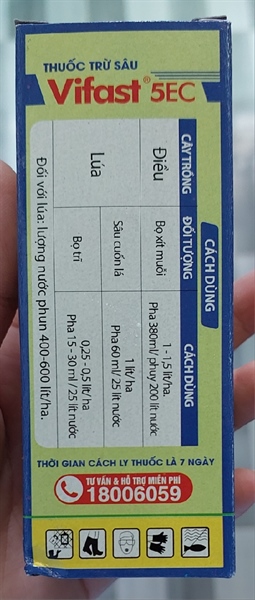 THUỐC TRỪ SÂU
Vifast® 5EC
CÁCH DÙNG
CÂY TRỒNG
ĐỐI TƯỢNG
CÁCH DÙNG
Điều
Bọ xít muỗi
1 - 1,5 lít/ha.
Pha 380ml/ phuy 200 lít nước
Lúa
Sâu cuốn lá
1 lít/ ha
Pha 60 ml/ 25 lít nước
Bọ trĩ
0,25 - 0,5 lít/ ha
Pha 15-30 ml / 25 lít nước
Đối với lúa: lượng nước phun 400-600 lít/ha.
THỜI GIAN CÁCH LY THUỐC LÀ 7 NGÀY
TƯ VẤN & HỖ TRỢ MIỄN PHÍ
18006059